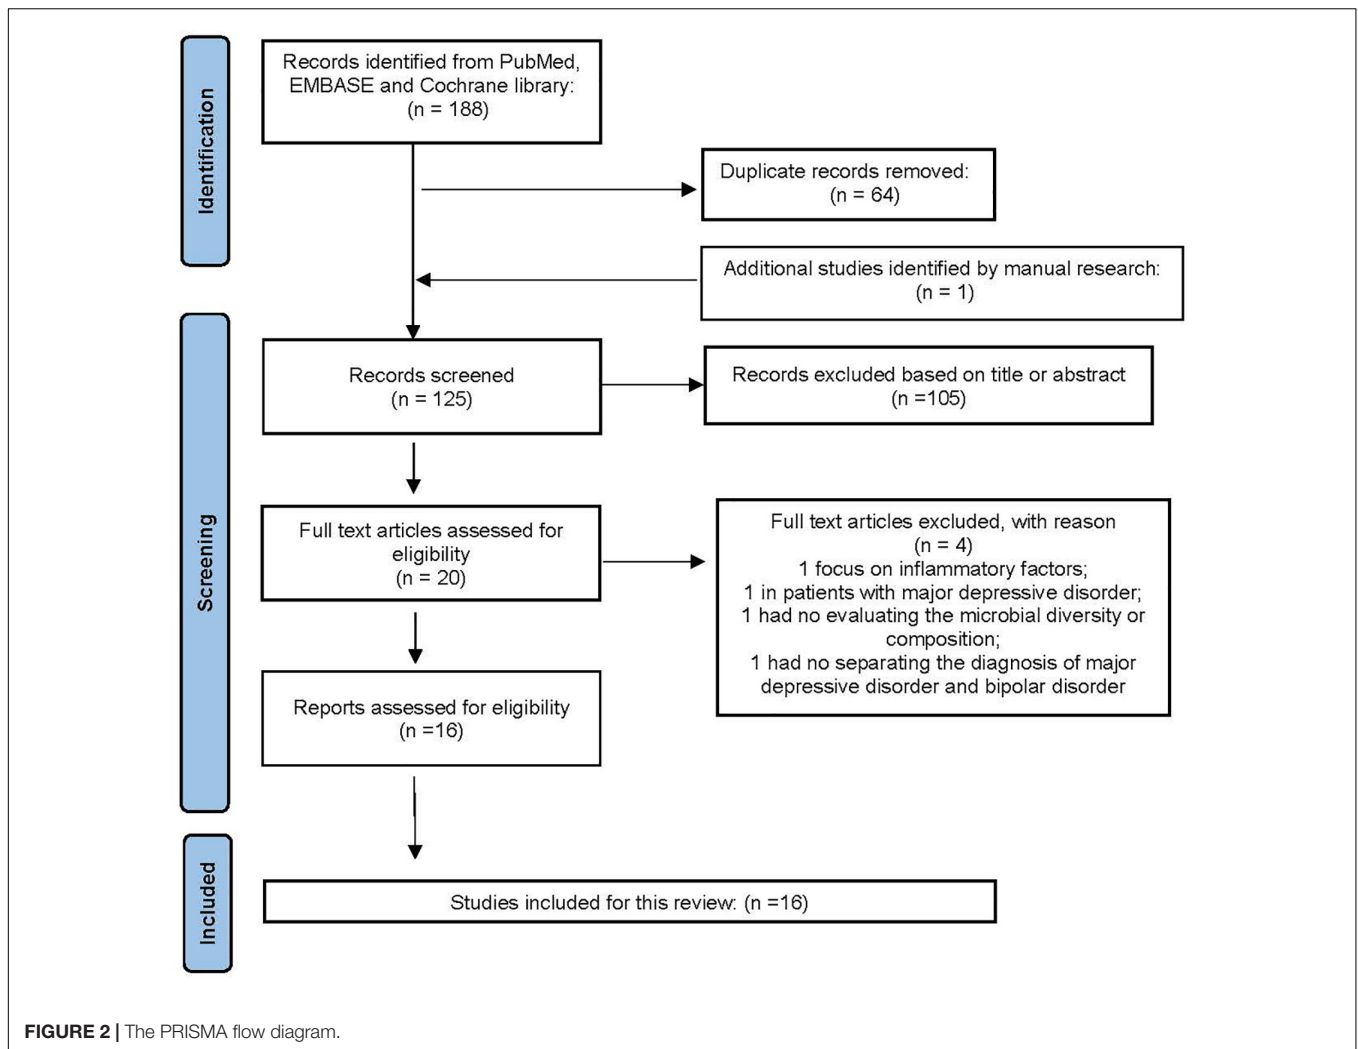 Identification
Records identified from PubMed,
EMBASE and Cochrane library:
(n = 188)
Duplicate records removed:
(n = 64)
Additional studies identified by manual research:
(n = 1)
Screening
Records screened
(n = 125)
Records excluded based on title or abstract
(n =105)
Full text articles assessed for
eligibility
(n = 20)
Full text articles excluded, with reason
(n = 4)
1 focus on inflammatory factors;
1 in patients with major depressive disorder;
1 had no evaluating the microbial diversity or
composition;
1 had no separating the diagnosis of major
depressive disorder and bipolar disorder
Reports assessed for eligibility
(n =16)
Included
Studies included for this review: (n =16)
FIGURE 2 | The PRISMA flow diagram.